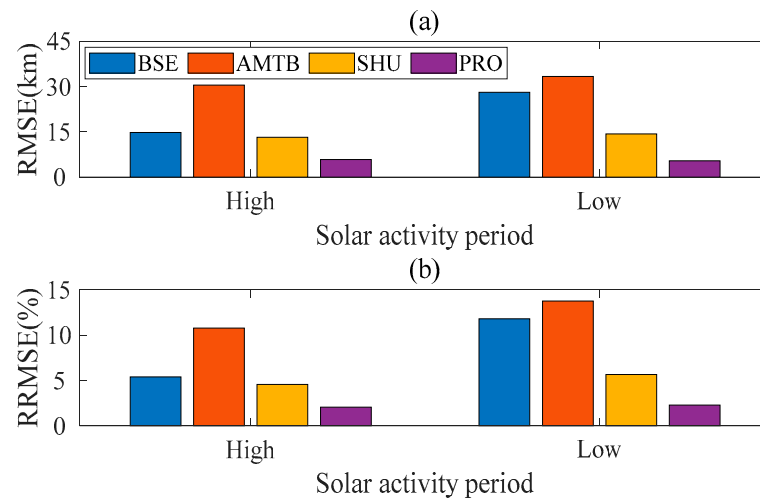 (a)
RMSE(km)
45
30
15
0
BSE AMTB SHU PRO
High Low
Solar activity period
(b)
RRMSE(%)
15
10
5
0
High Low
Solar activity period